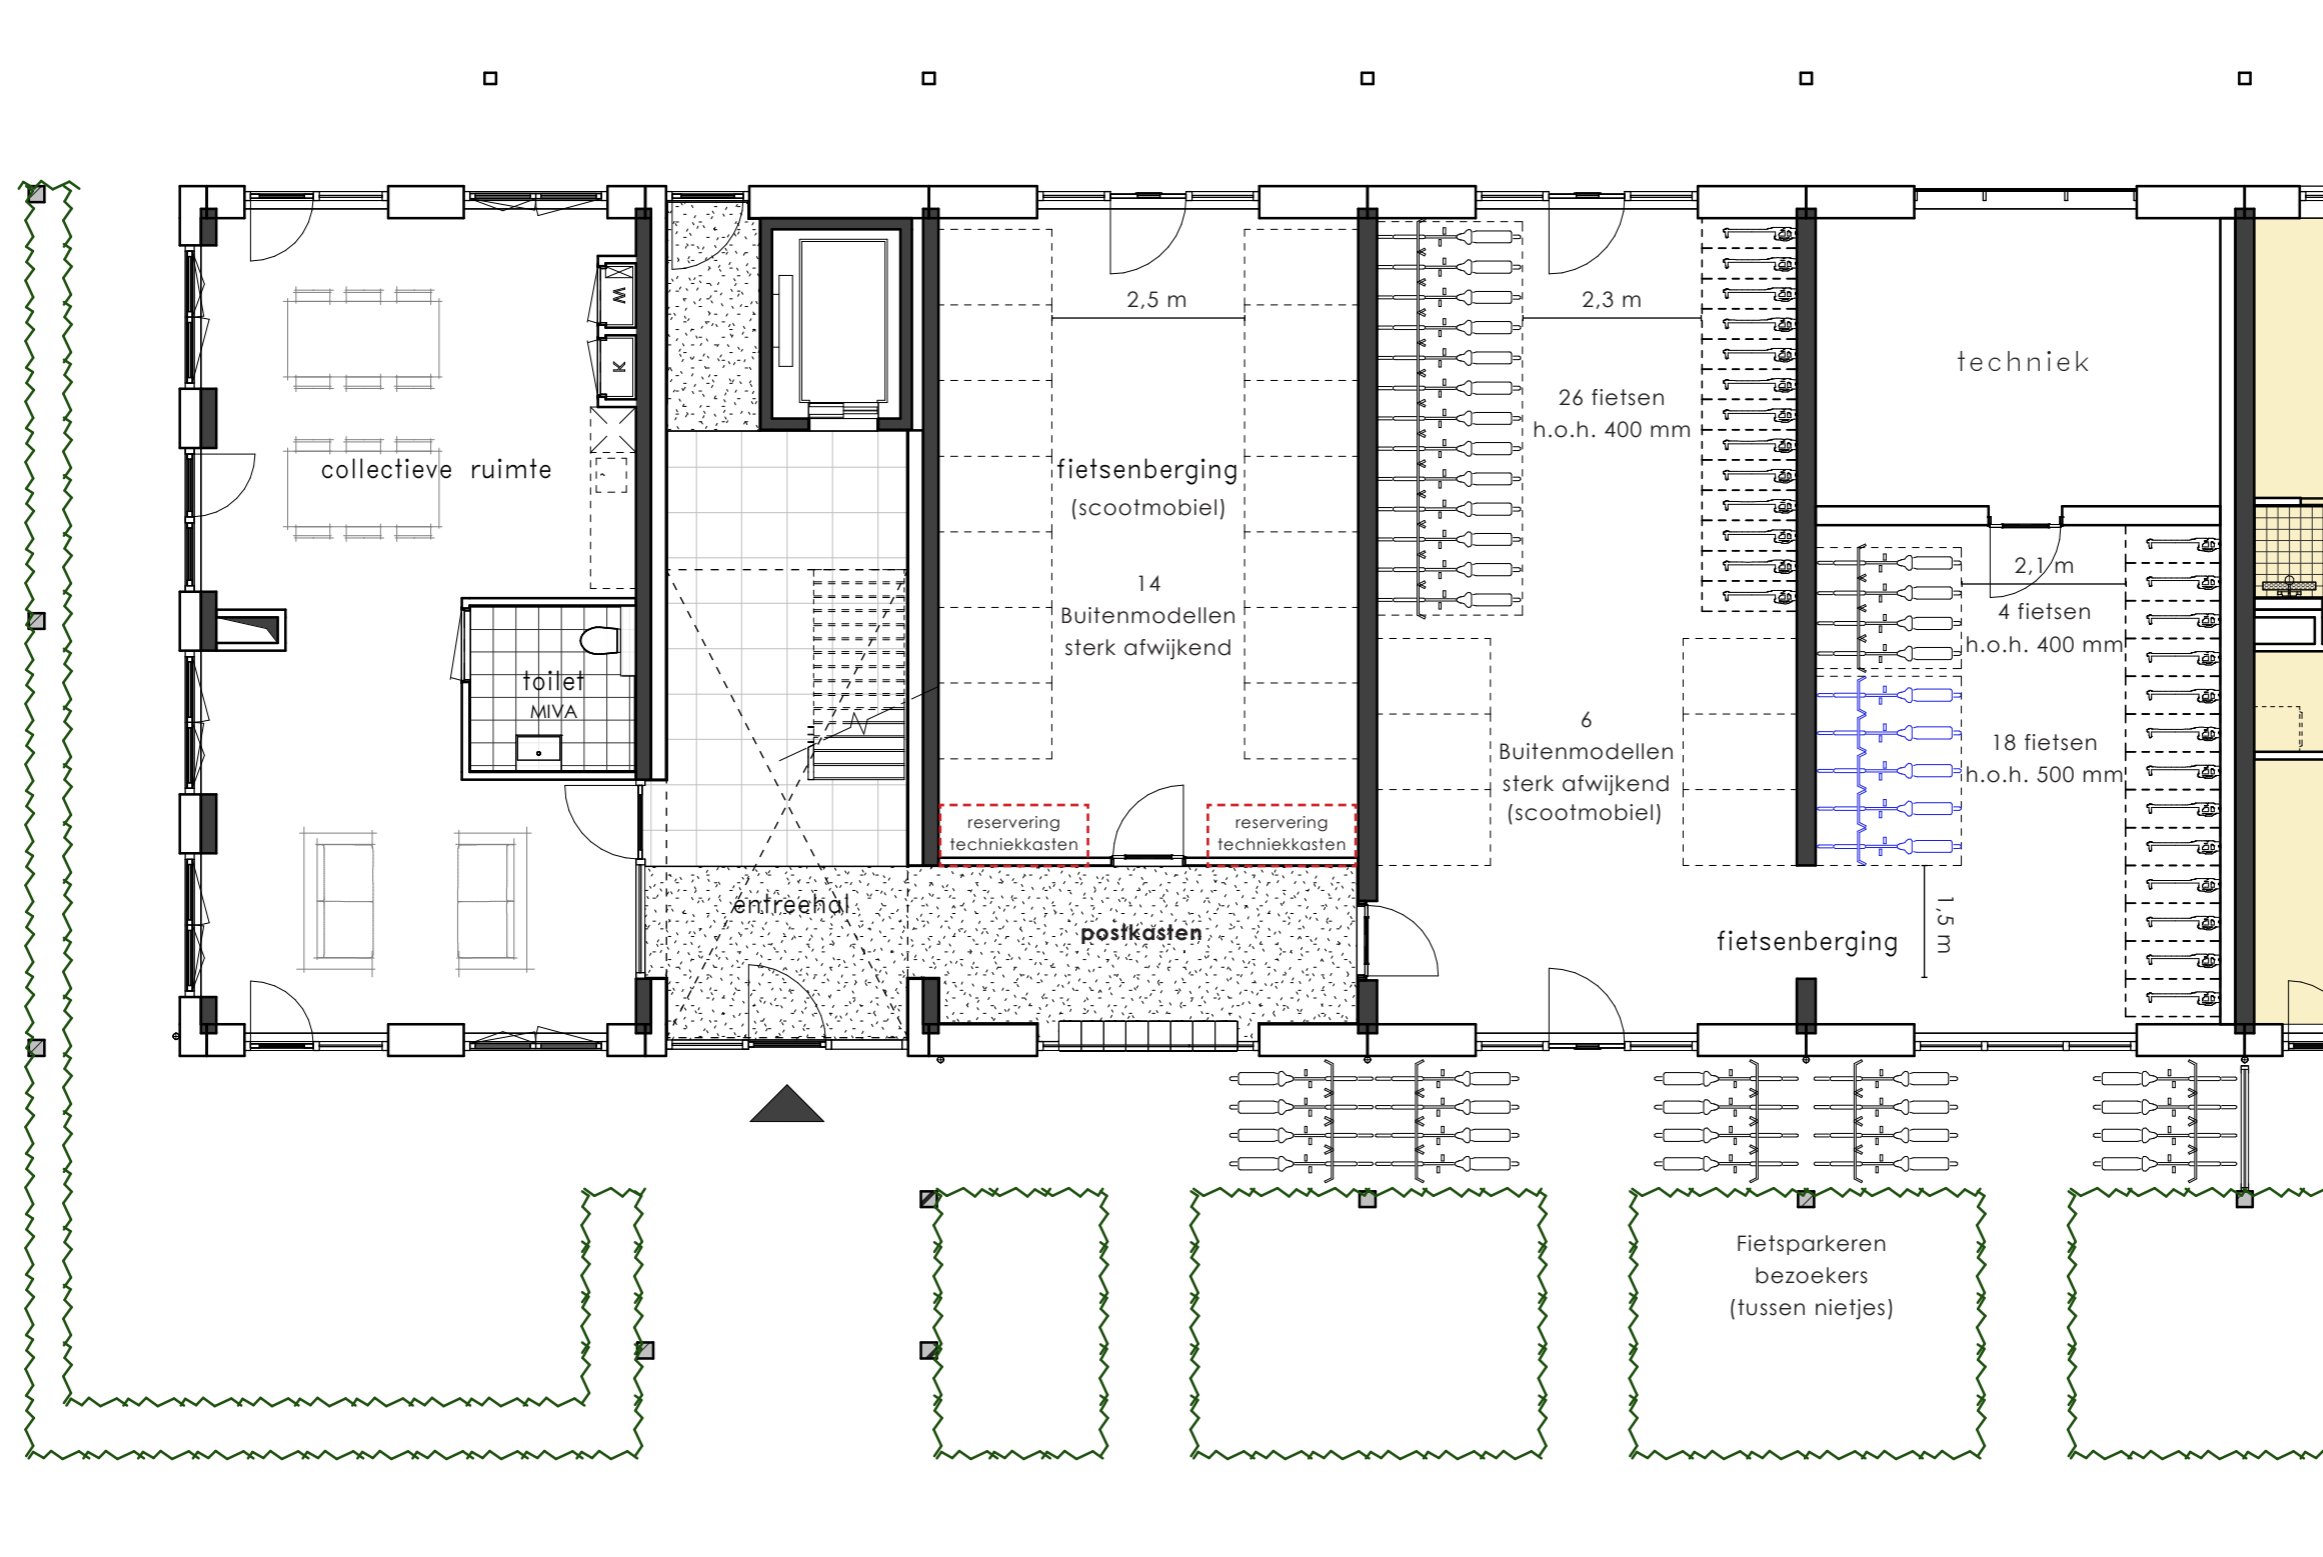 2,5 m
2,3 m
M
K
techniek
26 fietsen
h.o.h. 400 mm
collectieve ruimte
fietsenberging
(scootmobiel)
14
Buitenmodellen
sterk afwijkend
2,1 m
4 fietsen
h.o.h. 400 mm
toilet
MIVA
6
Buitenmodellen
sterk afwijkend
(scootmobiel)
18 fietsen
h.o.h. 500 mm
reservering
techniekkasten
reservering
techniekkasten
entreehal
postkasten
fietsenberging
1,5 m
Fietsparkeren
bezoekers
(tussen nietjes)